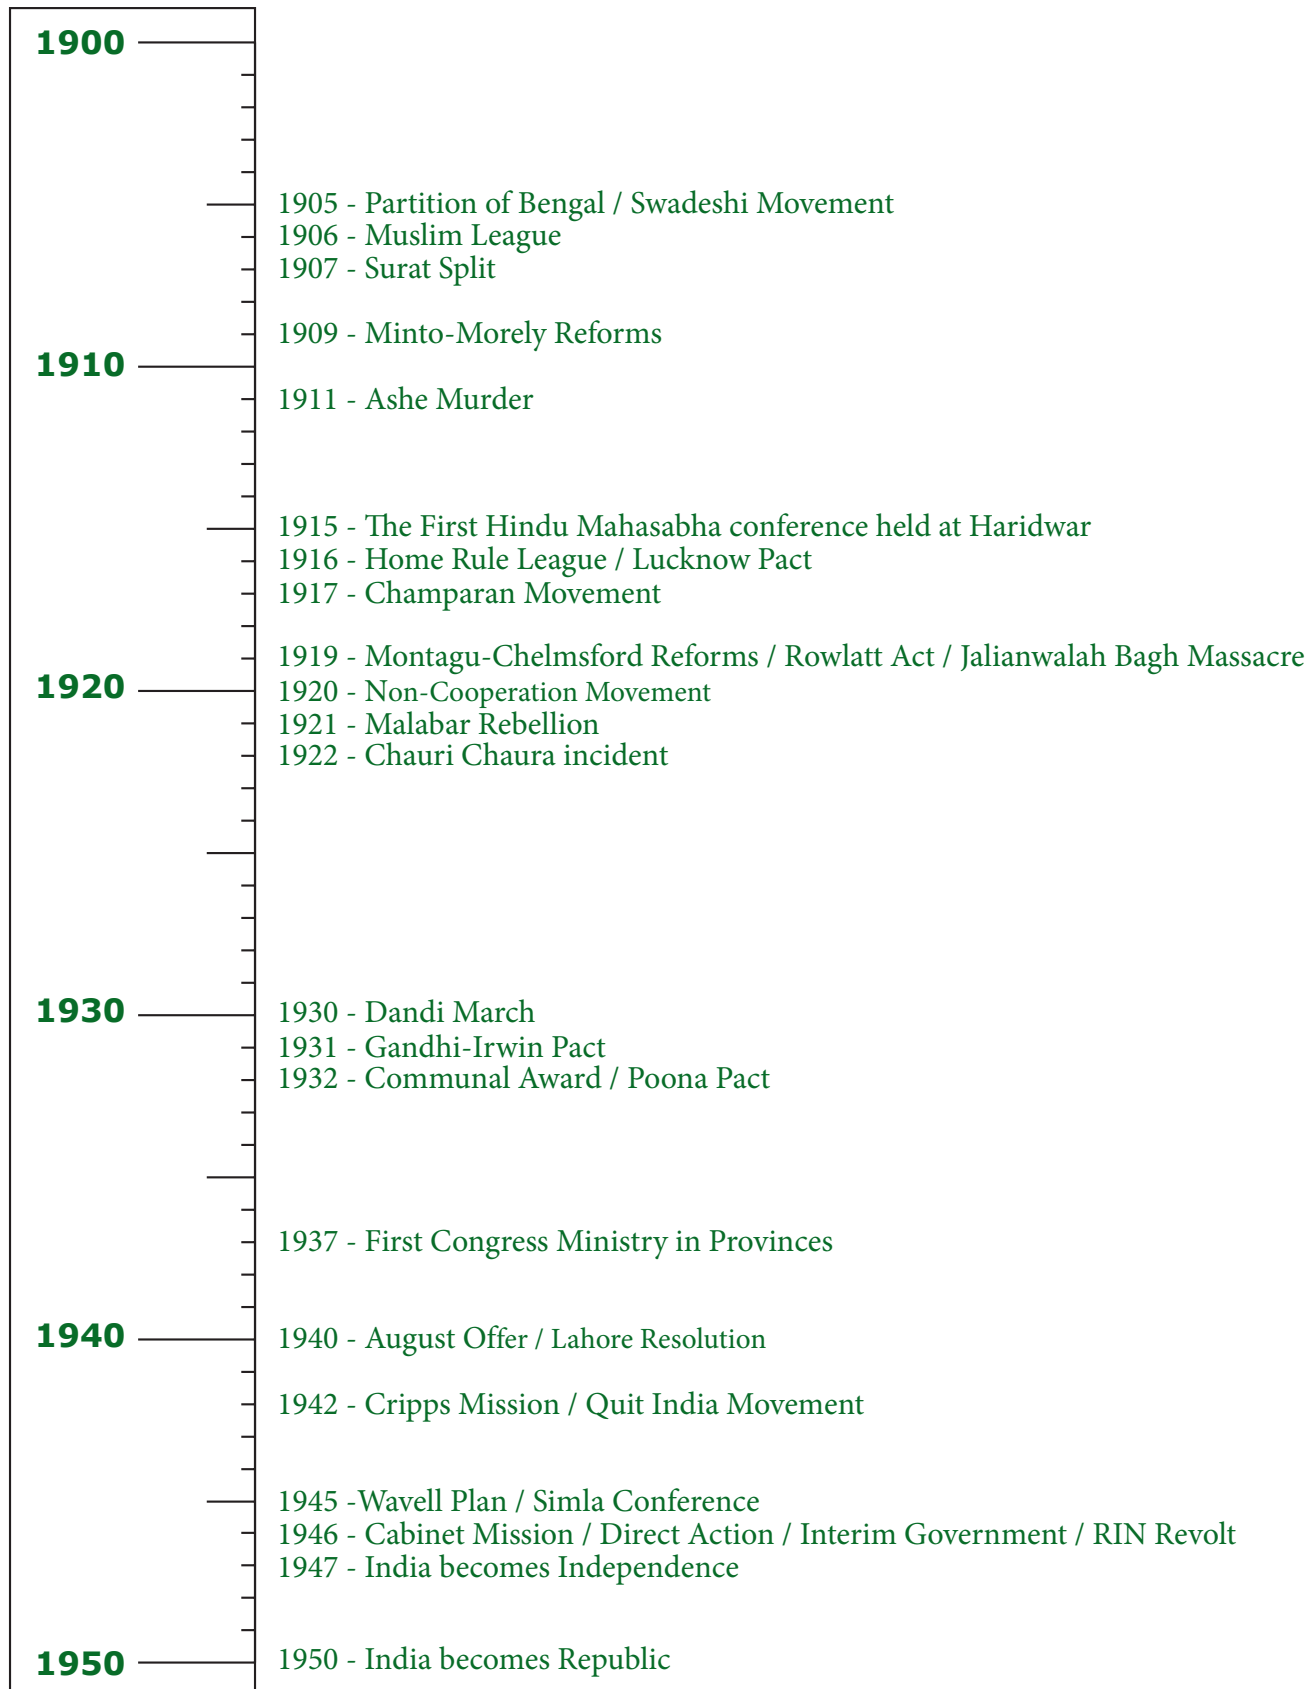 1900
1905 - Partition of Bengal / Swadeshi Movement
1906 - Muslim League
1907 - Surat Split
1909 - Minto-Morely Reforms
1910
1911 - Ashe Murder
1915 - The First Hindu Mahasabha conference held at Haridwar
1916 - Home Rule League / Lucknow Pact
1917 - Champaran Movement
1919 - Montagu-Chelmsford Reforms / Rowlatt Act / Jalianwalah Bagh Massacre
1920
1920 - Non-Cooperation Movement
1921 - Malabar Rebellion
1922 - Chauri Chaura incident
1930
1930 - Dandi March
1931 - Gandhi-Irwin Pact
1932 - Communal Award / Poona Pact
1937 - First Congress Ministry in Provinces
1940
1940 - August Offer / Lahore Resolution
1942 - Cripps Mission / Quit India Movement
1945 -Wavell Plan / Simla Conference
1946 - Cabinet Mission / Direct Action / Interim Government / RIN Revolt
1947 - India becomes Independence
1950
1950 - India becomes Republic